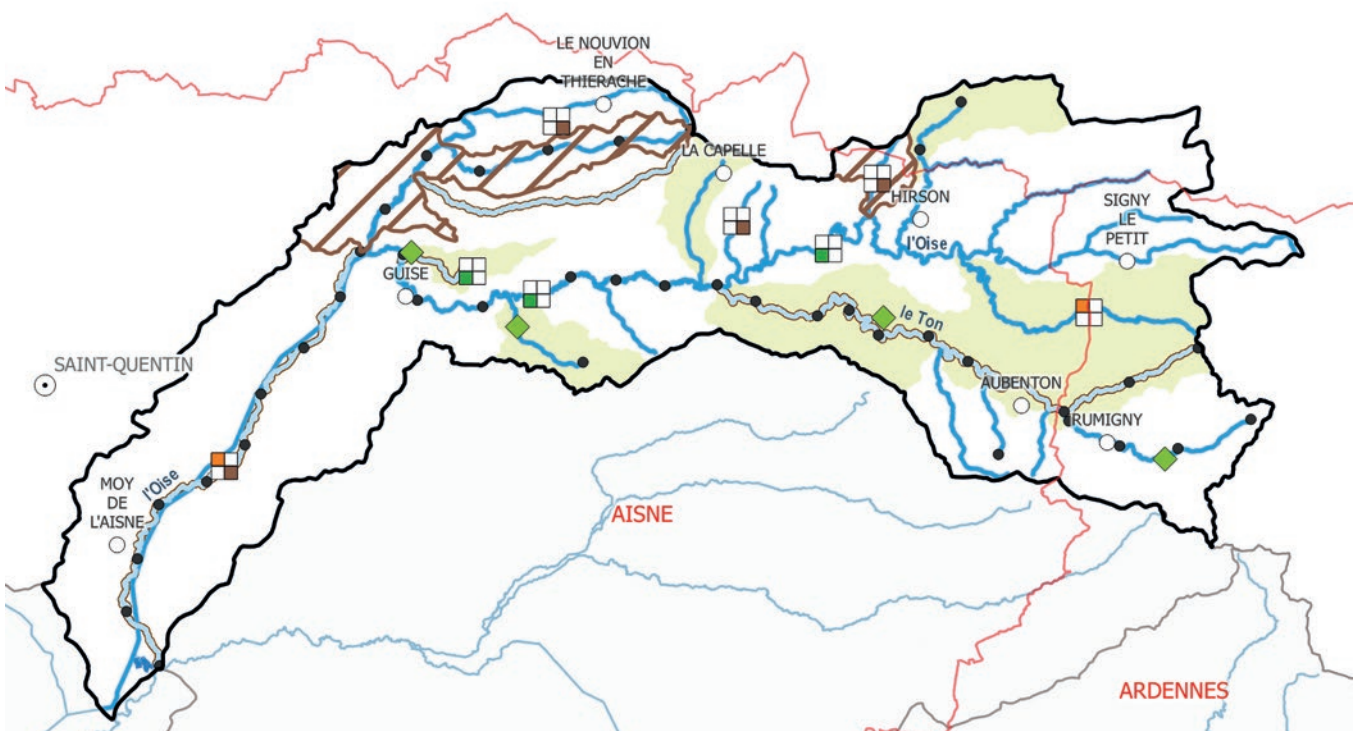 LE NOUVION
EN
THIERACHE
LA CAPELLE
HIRSON
l'Oise
SIGNY
LE
PETIT
GUISE
le Ton
SAINT-QUENTIN
AUBENTON
RUMIGNY
l'Oise
MOY
DE
L'AISNE
AISNE
ARDENNES